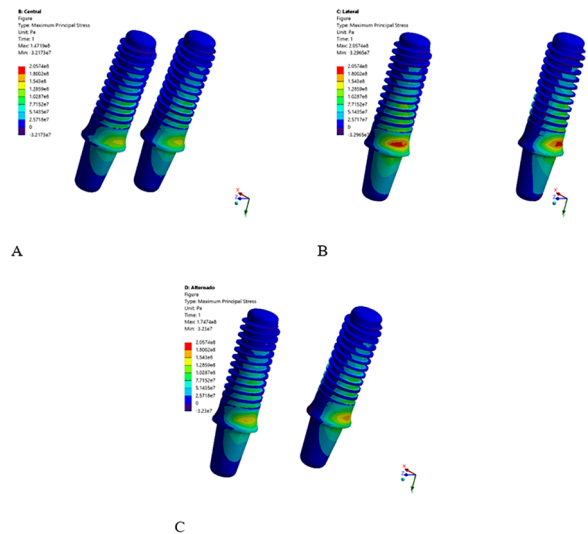 B: Central
Figure
Type: Maximum Principal Stress
Unit: Pa
Time: 1
Max: 1.4719e8
Min: -3.2173e7
2.0574e8
1.8002e8
1.543e8
1.2859e8
1.0287e8
7.7152e7
5.1435e7
2.5718e7
0
-3.2173e7
X
Z
A
C: Lateral
Figure
Type: Maximum Principal Stress
Unit: Pa
Time: 1
Max: 2.0574e8
Min: -3.2965e7
2.0574e8
1.8002e8
1.543e8
1.2859e8
1.0287e8
7.7152e7
5.1435e7
2.5717e7
0
-3.2965e7
X
Z
B
D: Alternado
Figure
Type: Maximum Principal Stress
Unit: Pa
Time: 1
Max: 1.7474e8
Min: -3.23e7
2.0574e8
1.8002e8
1.543e8
1.2859e8
1.0287e8
7.7152e7
5.1435e7
2.5718e7
0
-3.23e7
X
Z
C